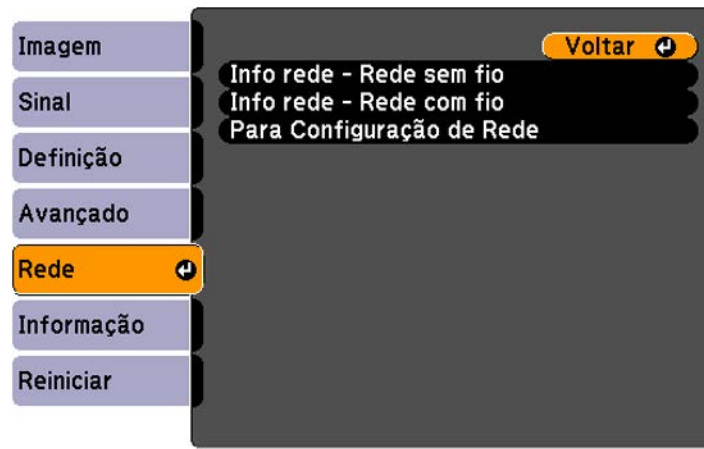 Imagem
Sinal
Definição
Avançado
Rede
Informação
Reiniciar
Voltar
Info rede - Rede sem fio
Info rede - Rede com fio
Para Configuração de Rede